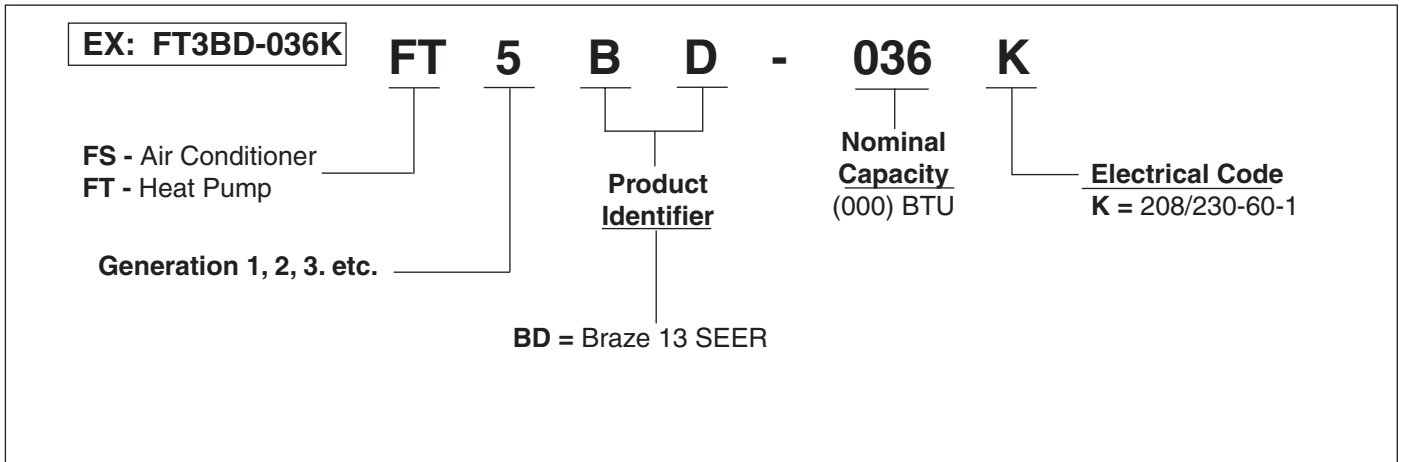 EX: FT3BD-036K
FT 5 B D - 036 K
FS - Air Conditioner
FT - Heat Pump
Generation 1, 2, 3. etc.
Product
Identifier
BD = Braze 13 SEER
Nominal
Capacity
(000) BTU
Electrical Code
K = 208/230-60-1